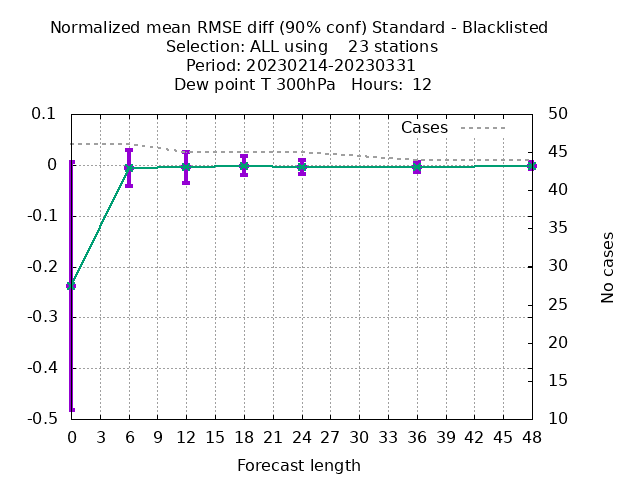 Normalized mean RMSE diff (90% conf) Standard - Blacklisted
Selection: ALL using    23 stations
Period: 20230214-20230331
Dew point T 300hPa   Hours:  12
0.1
0
-0.1
-0.2
-0.3
-0.4
-0.5
Cases
50
45
40
35
30
25
20
15
10
No cases
0 3 6 9 12 15 18 21 24 27 30 33 36 39 42 45 48
Forecast length